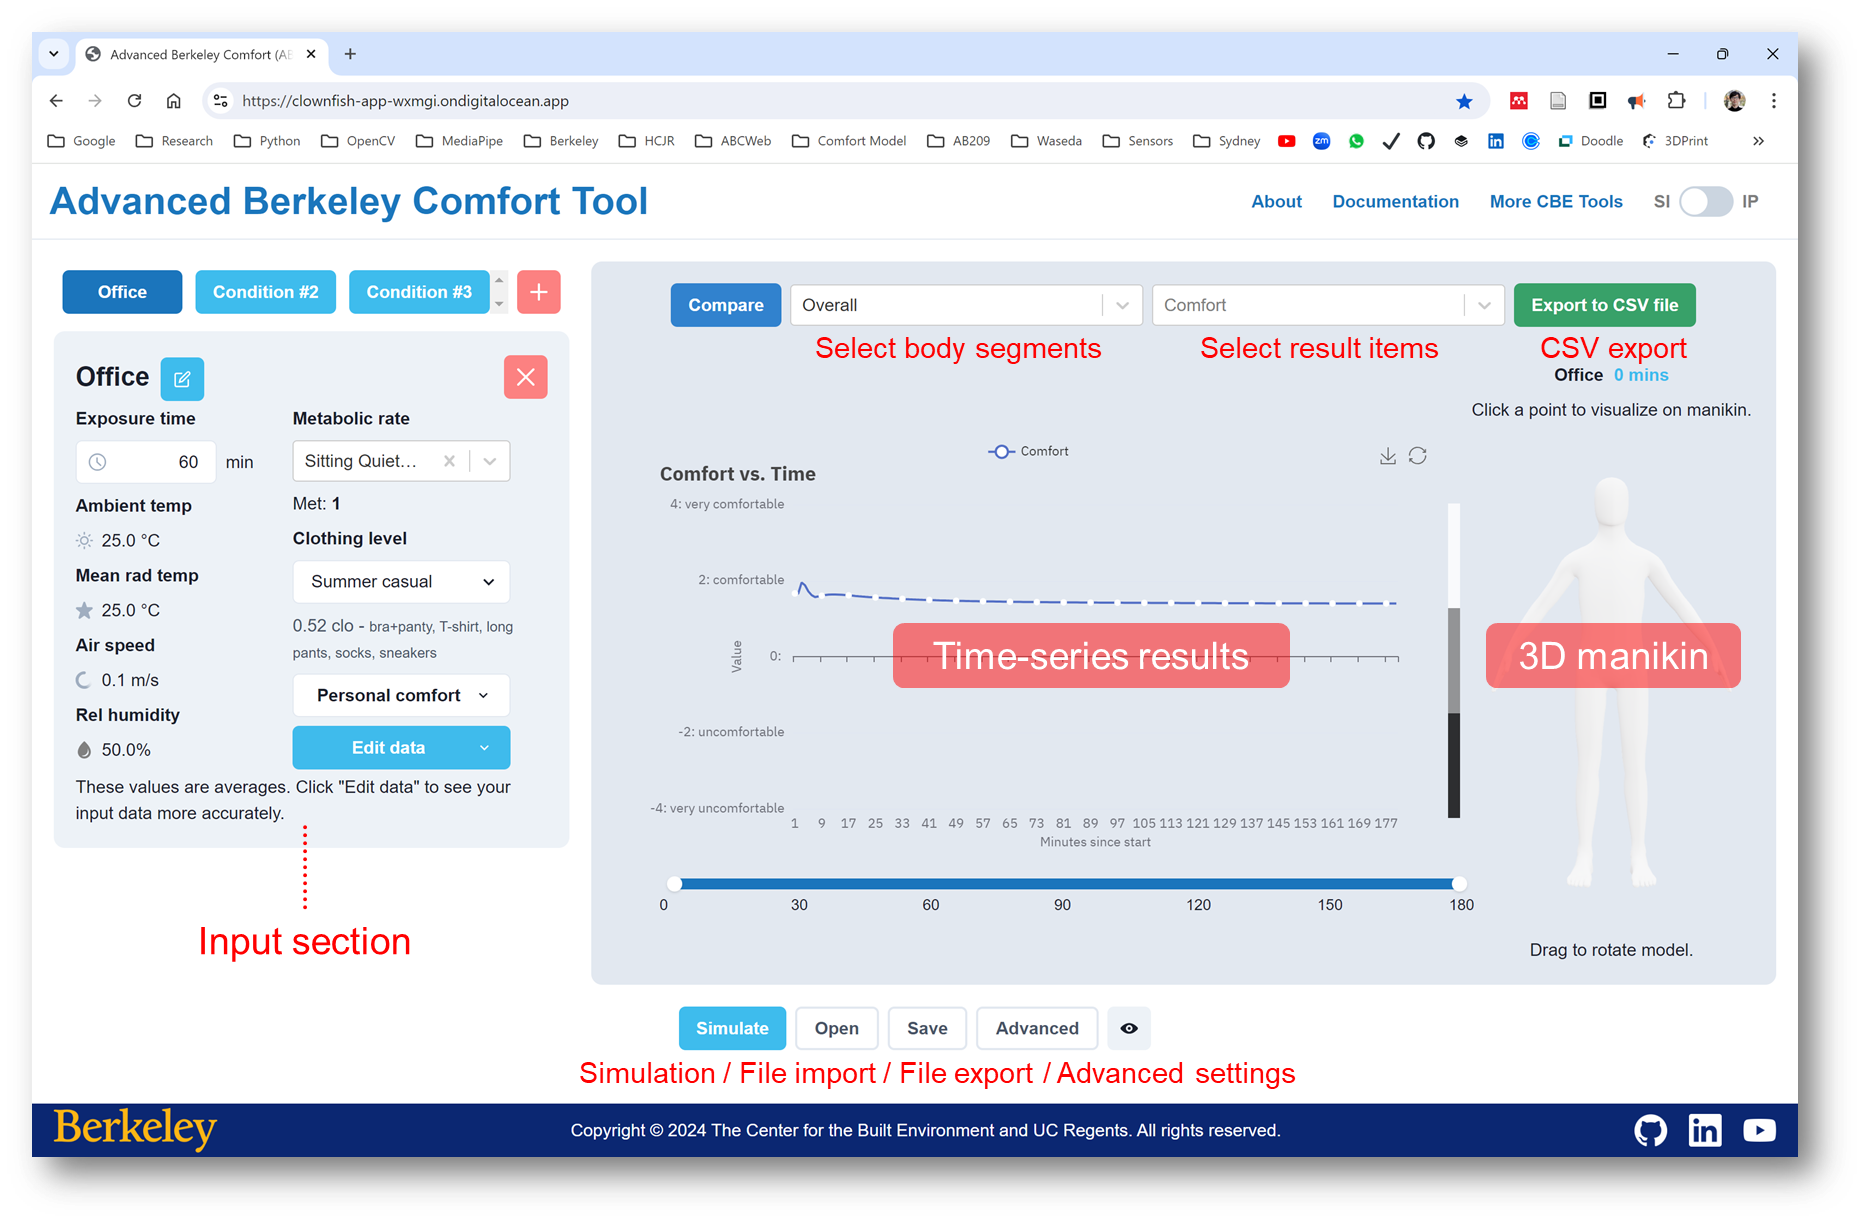 Advanced Berkeley Comfort (AB
https://clownfish-app-wxmgi.ondigitalocean.app
Google Research Python OpenCV MediaPipe Berkeley HCJR ABCWeb Comfort Model AB209 Waseda Sensors Sydney zm Doodle 3DPrint
Advanced Berkeley Comfort Tool
About Documentation More CBE Tools SI IP
Office Condition #2 Condition #3
Office
Exposure time
60 min
Ambient temp
25.0 °C
Mean rad temp
25.0 °C
Air speed
0.1 m/s
Rel humidity
50.0%
Metabolic rate
Sitting Quiet...
Met: 1
Clothing level
Summer casual
0.52 clo - bra+panty, T-shirt, long
pants, socks, sneakers
Personal comfort
Edit data
These values are averages. Click "Edit data" to see your
input data more accurately.
Input section
Compare Overall Comfort Export to CSV file
Select body segments Select result items CSV export
Office 0 mins
Click a point to visualize on manikin.
Comfort
Comfort vs. Time
4: very comfortable
2: comfortable
Value
0:
-2: uncomfortable
-4: very uncomfortable
Time-series results
3D manikin
1 9 17 25 33 41 49 57 65 73 81 89 97 105 113 121 129 137 145 153 161 169 177
Minutes since start
0 30 60 90 120 150 180
Drag to rotate model.
Simulate Open Save Advanced
Simulation / File import / File export / Advanced settings
Berkeley
Copyright © 2024 The Center for the Built Environment and UC Regents. All rights reserved.
in